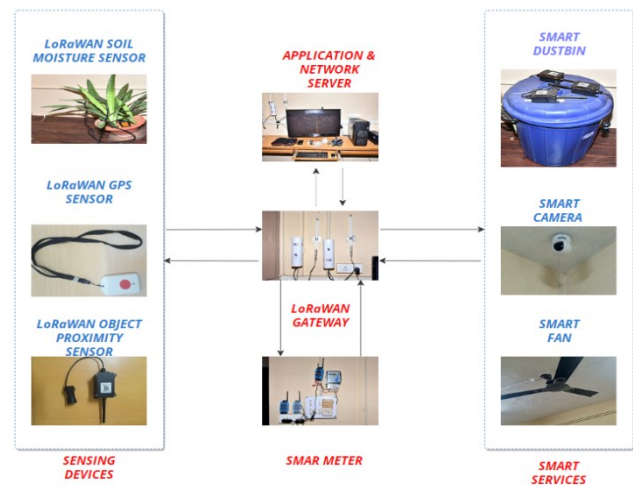 LoRaWAN SOIL
MOISTURE SENSOR
LoRaWAN GPS
SENSOR
LoRaWAN OBJECT
PROXIMITY
SENSOR
SENSING
DEVICES
APPLICATION &
NETWORK
SERVER
LoRaWAN
GATEWAY
SMAR METER
SMART
DUSTBIN
SMART
CAMERA
SMART
FAN
SMART
SERVICES